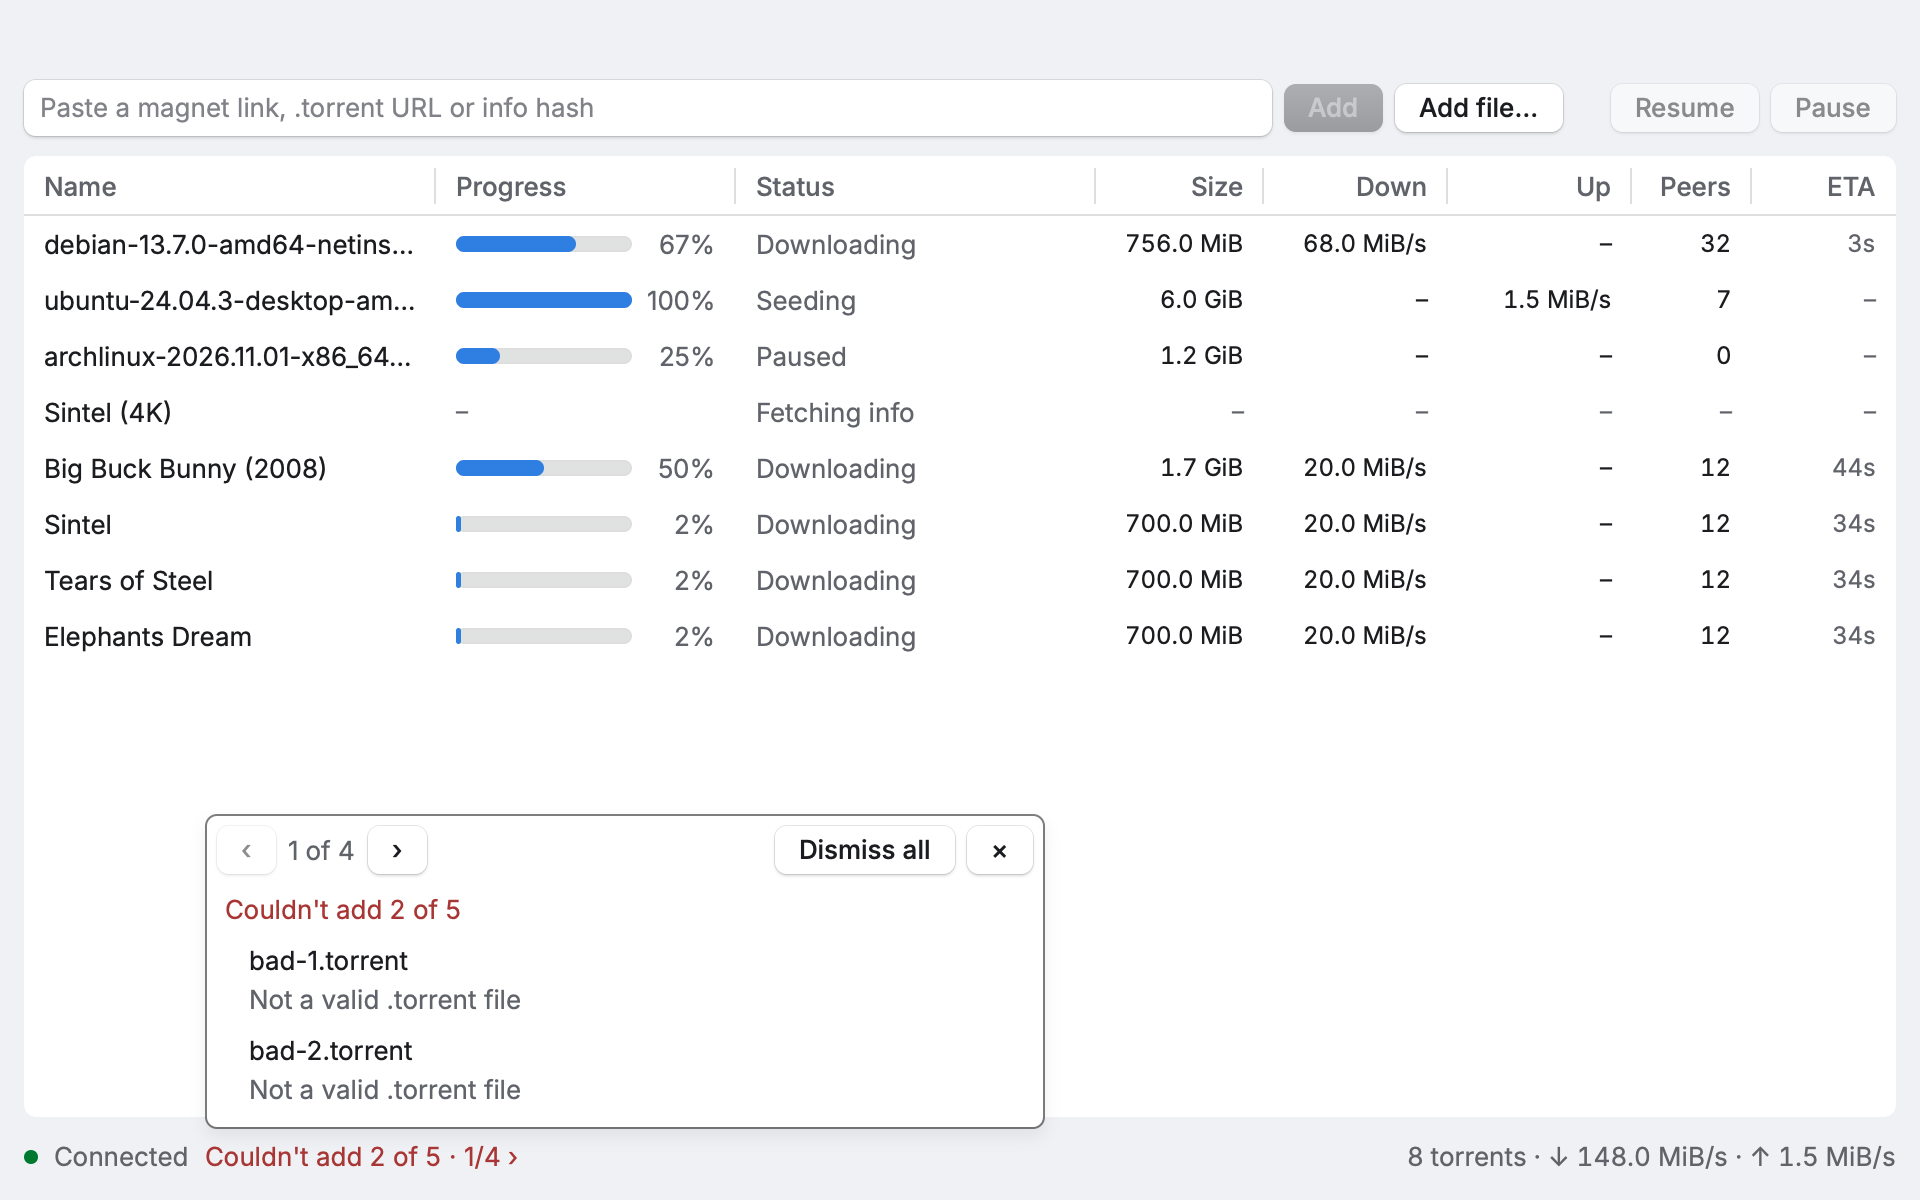 Paste a magnet link, .torrent URL or info hash Add Add file... Resume Pause
Name Progress Status Size Down Up Peers ETA
debian-13.7.0-amd64-netins... 67% Downloading 756.0 MiB 68.0 MiB/s – 32 3s
ubuntu-24.04.3-desktop-am... 100% Seeding 6.0 GiB – 1.5 MiB/s 7 –
archlinux-2026.11.01-x86_64... 25% Paused 1.2 GiB – – 0 –
Sintel (4K) – Fetching info – – – – –
Big Buck Bunny (2008) 50% Downloading 1.7 GiB 20.0 MiB/s – 12 44s
Sintel 2% Downloading 700.0 MiB 20.0 MiB/s – 12 34s
Tears of Steel 2% Downloading 700.0 MiB 20.0 MiB/s – 12 34s
Elephants Dream 2% Downloading 700.0 MiB 20.0 MiB/s – 12 34s
‹ 1 of 4 › Dismiss all ×
Couldn't add 2 of 5
bad-1.torrent
Not a valid .torrent file
bad-2.torrent
Not a valid .torrent file
Connected Couldn't add 2 of 5 · 1/4 › 8 torrents · ↓ 148.0 MiB/s · ↑ 1.5 MiB/s